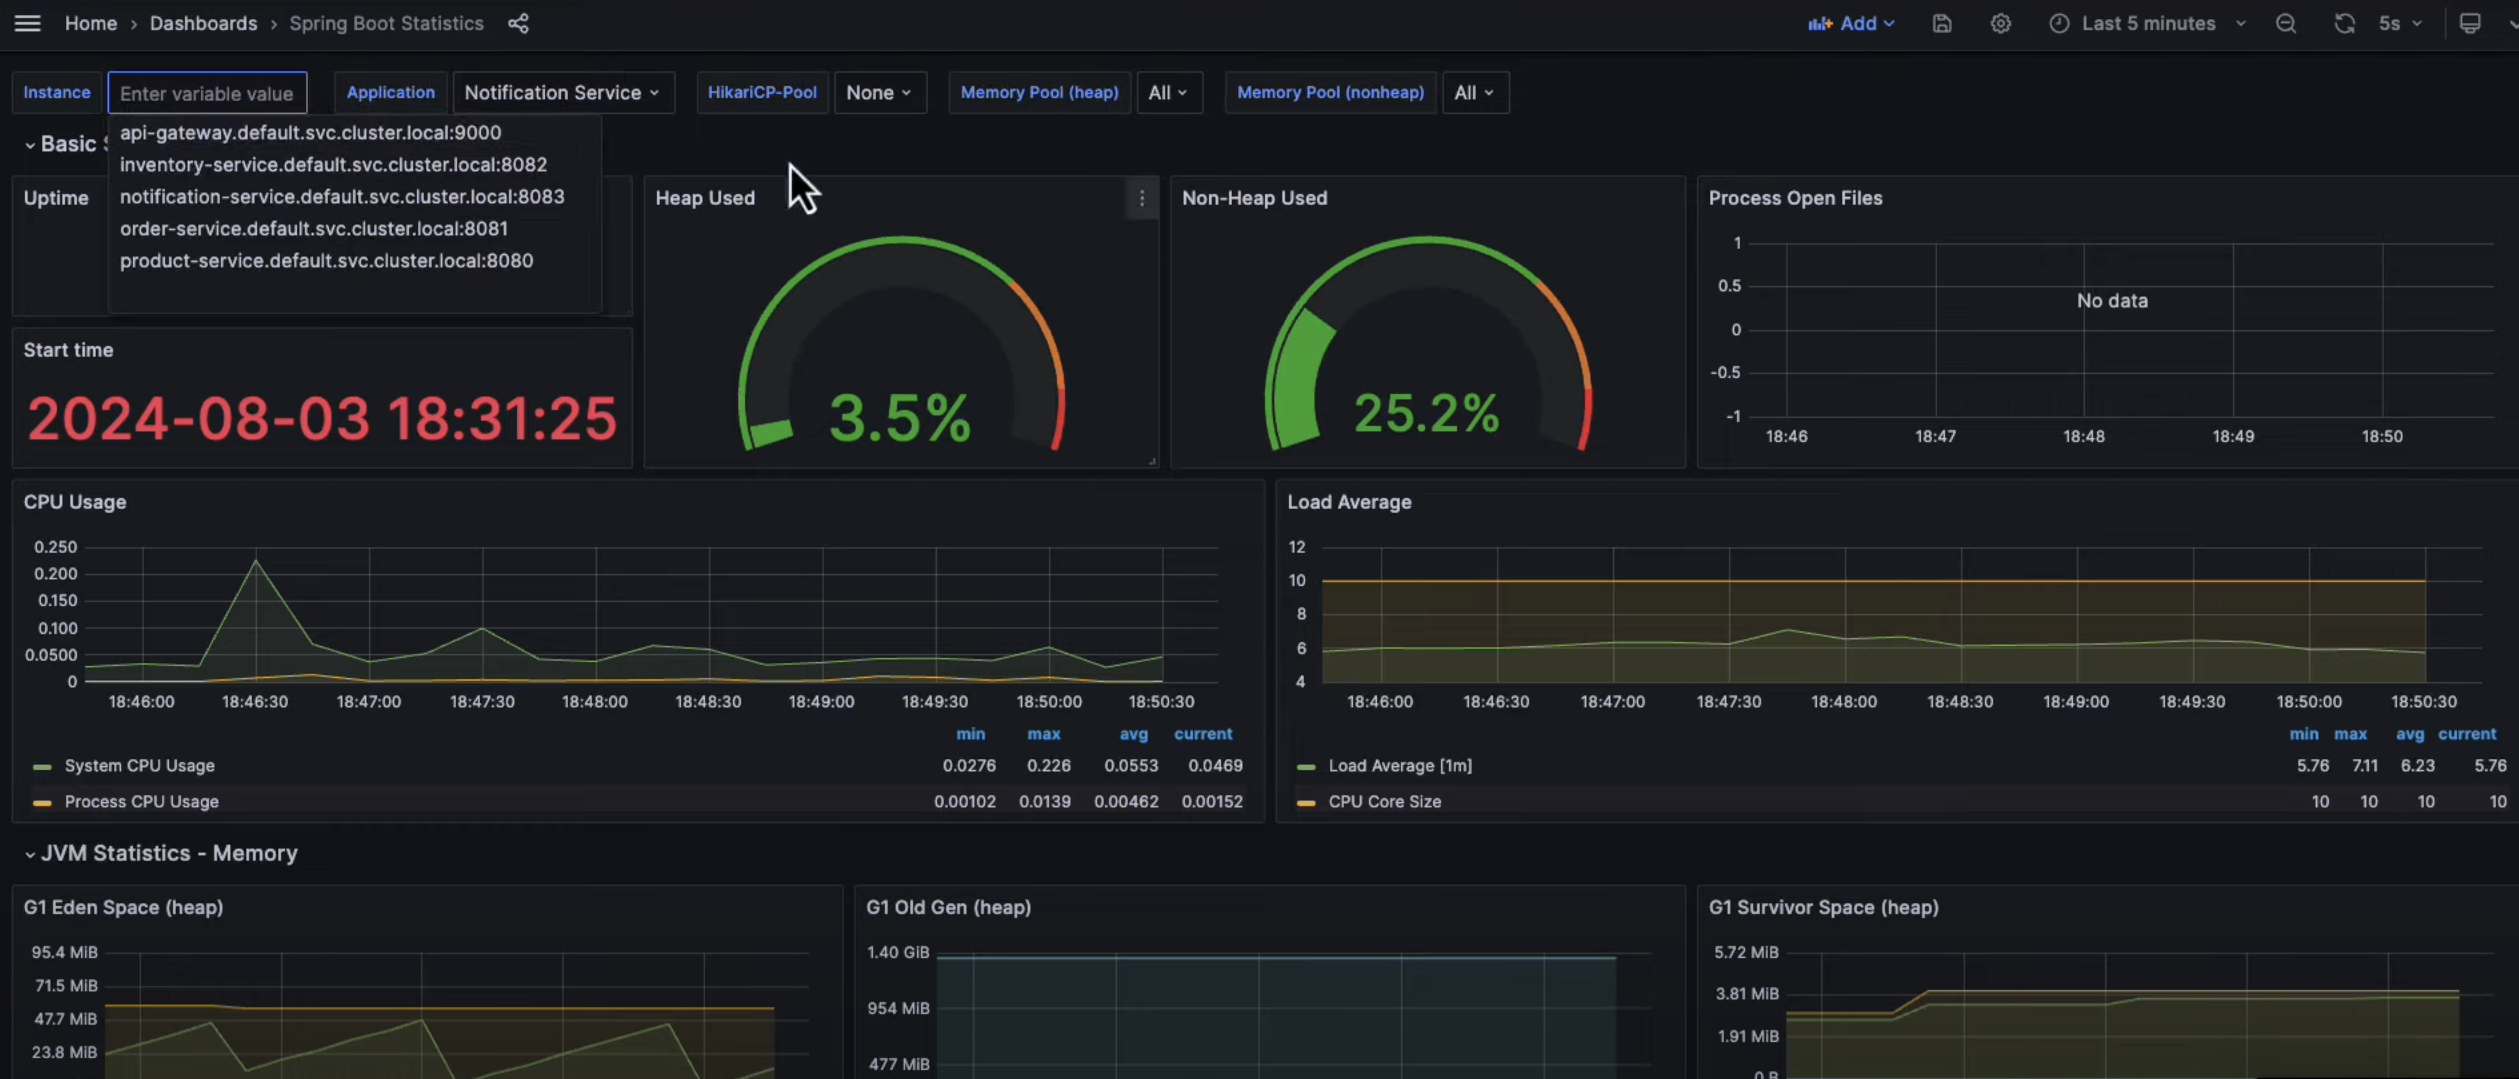 Home › Dashboards › Spring Boot Statistics
Add
Last 5 minutes
5s
Instance
Enter variable value
Application
Notification Service
HikariCP-Pool
None
Memory Pool (heap)
All
Memory Pool (nonheap)
All
api-gateway.default.svc.cluster.local:9000
inventory-service.default.svc.cluster.local:8082
notification-service.default.svc.cluster.local:8083
order-service.default.svc.cluster.local:8081
product-service.default.svc.cluster.local:8080
Basic
Uptime
Start time
2024-08-03 18:31:25
Heap Used
3.5%
Non-Heap Used
25.2%
Process Open Files
1
0.5
0
-0.5
-1
No data
18:46 18:47 18:48 18:49 18:50
CPU Usage
0.250
0.200
0.150
0.100
0.0500
0
18:46:00 18:46:30 18:47:00 18:47:30 18:48:00 18:48:30 18:49:00 18:49:30 18:50:00 18:50:30
min max avg current
System CPU Usage 0.0276 0.226 0.0553 0.0469
Process CPU Usage 0.00102 0.0139 0.00462 0.00152
Load Average
12
10
8
6
4
18:46:00 18:46:30 18:47:00 18:47:30 18:48:00 18:48:30 18:49:00 18:49:30 18:50:00 18:50:30
min max avg current
Load Average [1m] 5.76 7.11 6.23 5.76
CPU Core Size 10 10 10 10
JVM Statistics - Memory
G1 Eden Space (heap)
95.4 MiB
71.5 MiB
47.7 MiB
23.8 MiB
G1 Old Gen (heap)
1.40 GiB
954 MiB
477 MiB
G1 Survivor Space (heap)
5.72 MiB
3.81 MiB
1.91 MiB
0 B